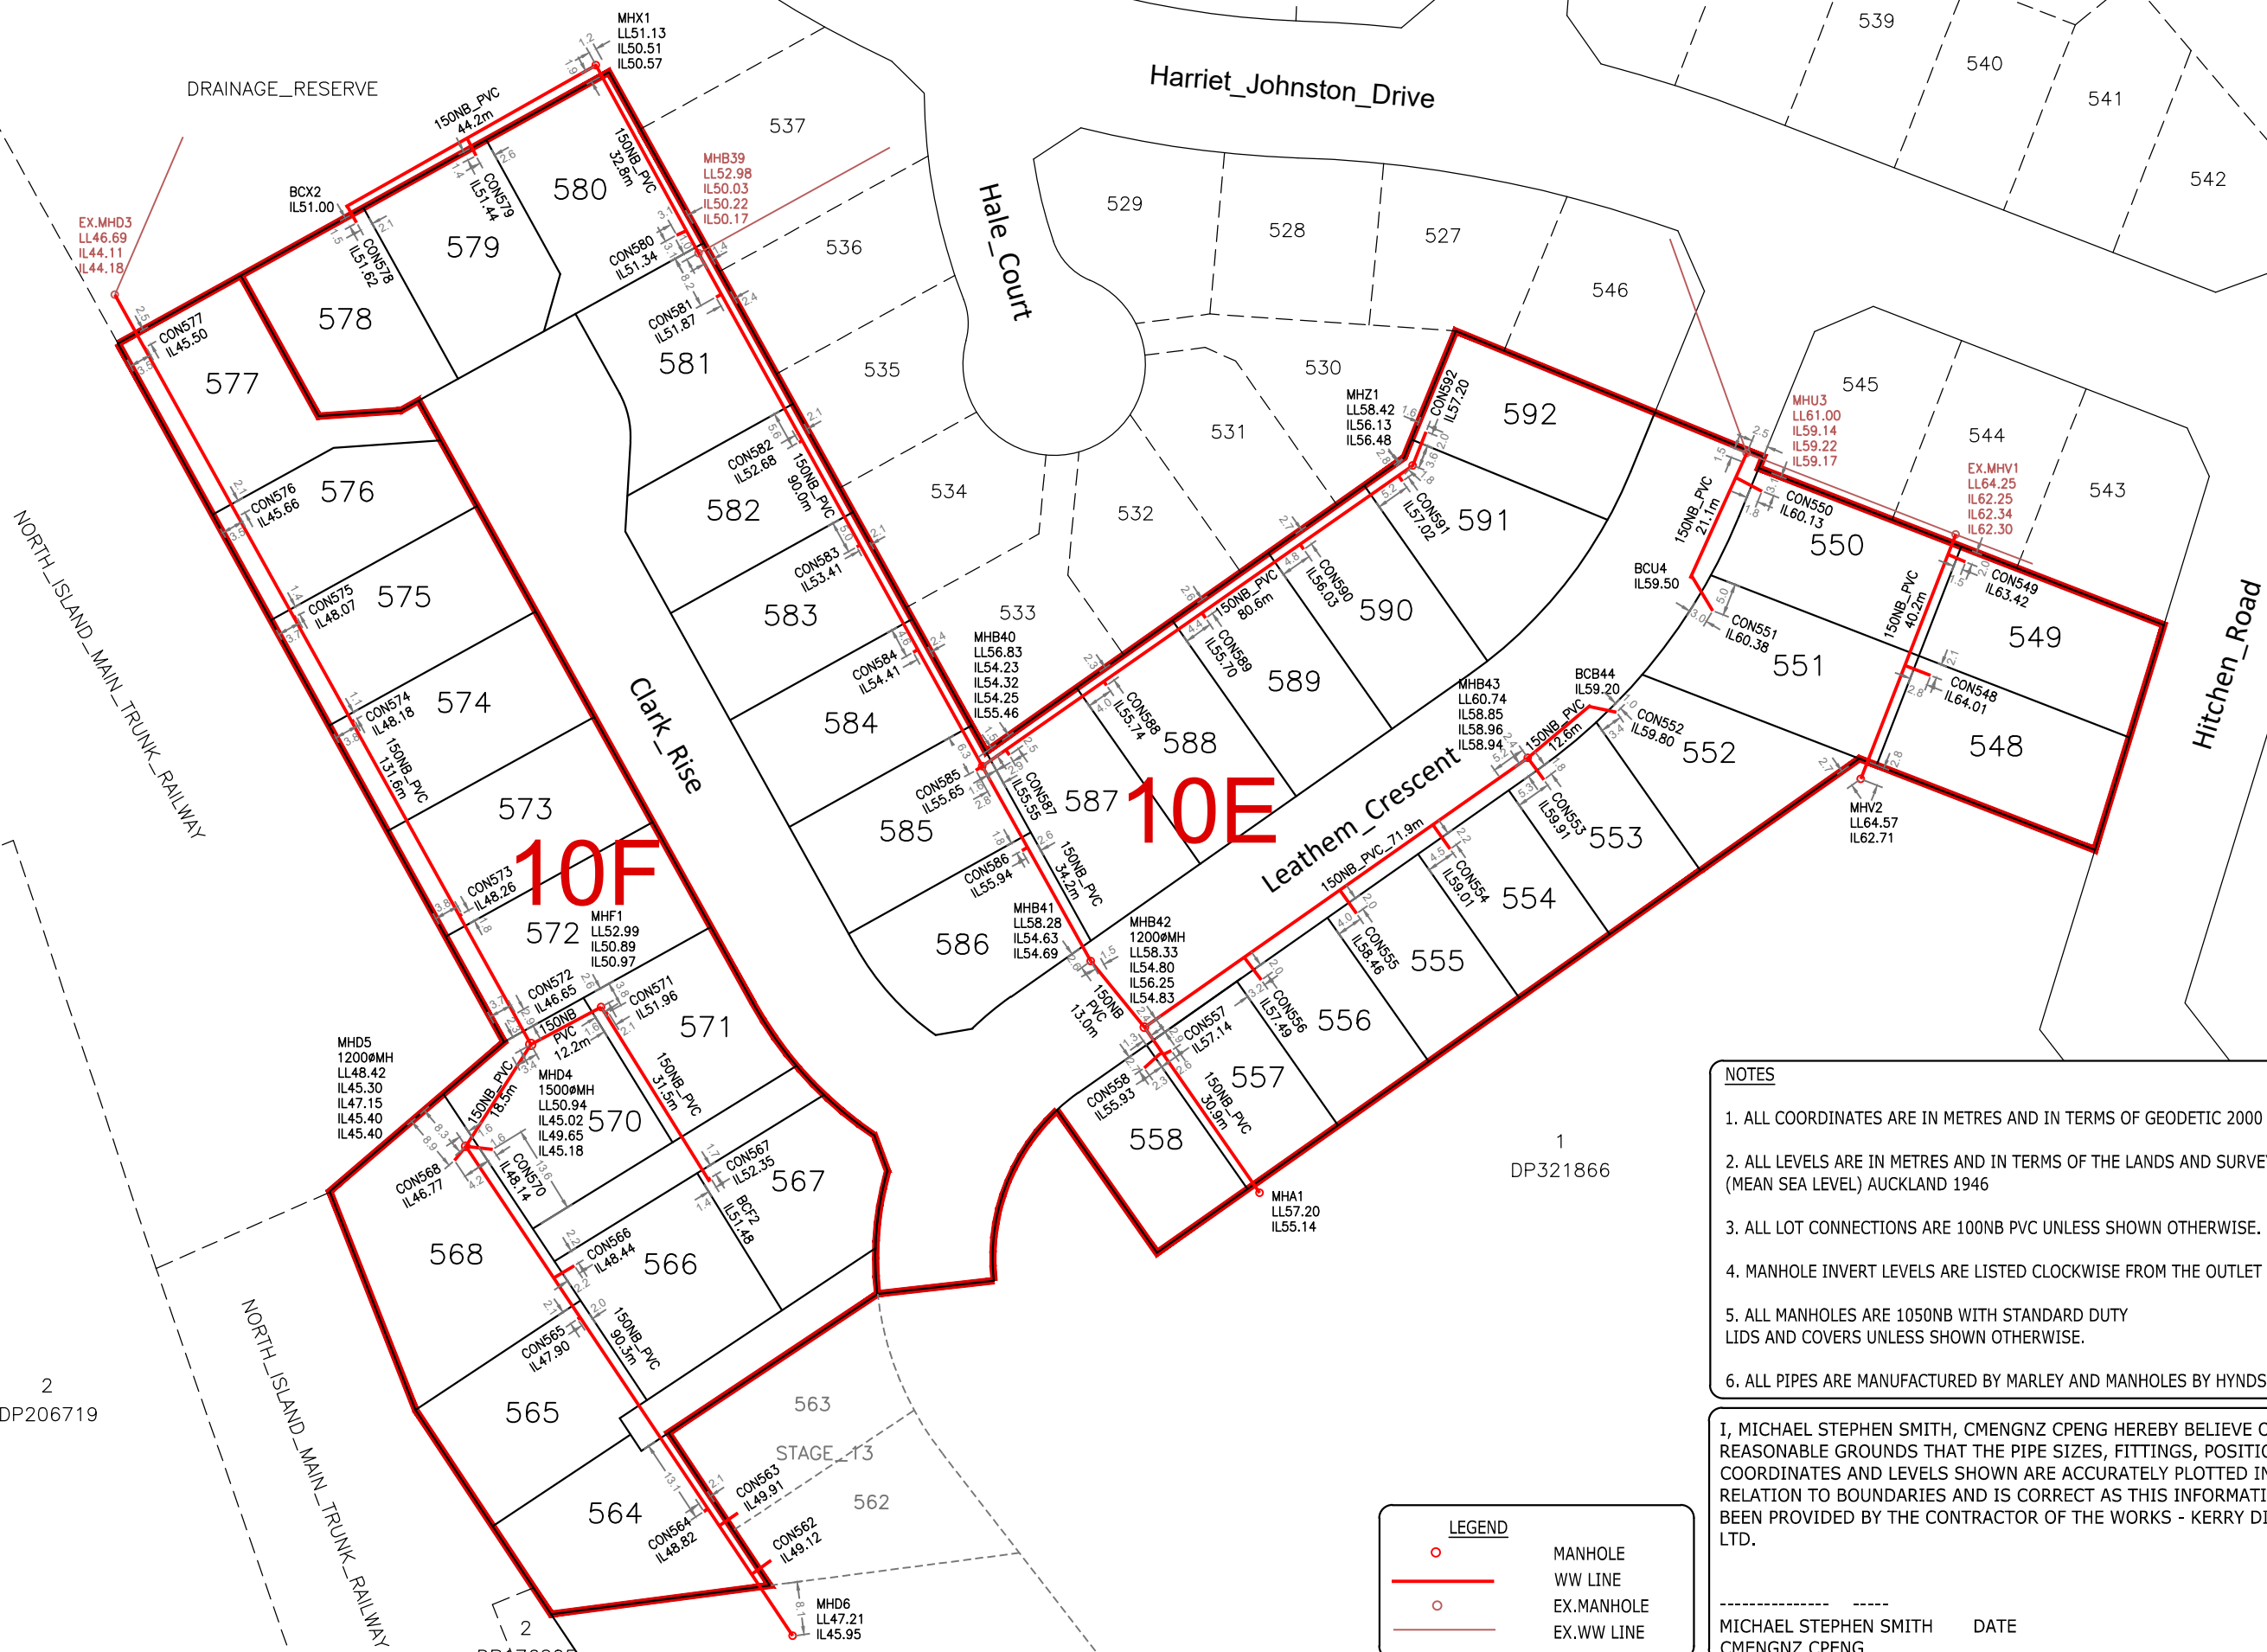 MHX1
LL51.13
IL50.51
IL50.57
DRAINAGE_RESERVE
150NB_PVC
44.2m
BCX2
IL51.00
EX.MHD3
LL46.69
IL44.11
IL44.18
CON577
IL45.50
CON578
IL51.62
CON579
IL51.44
150NB_PVC
32.8m
MHB39
LL52.98
IL50.03
IL50.22
IL50.17
CON580
IL51.34
577
578
579
580
537
536
535
534
533
532
531
530
529
528
527
546
539
540
541
542
543
544
545
Harriet_Johnston_Drive
Hale_Court
CON581
IL51.87
581
CON582
IL52.68
150NB_PVC
90.0m
582
CON583
IL53.41
583
CON584
IL54.41
584
CON585
IL55.65
585
CON586
IL55.94
586
CON576
IL45.66
576
CON575
IL48.07
575
CON574
IL48.18
574
150NB_PVC
131.6m
573
CON573
IL48.26
572
10F
Clark_Rise
NORTH_ISLAND_MAIN_TRUNK_RAILWAY
MHB40
LL56.83
IL54.23
IL54.32
IL54.25
IL55.46
CON587
IL55.55
587
10E
CON588
IL55.74
588
CON589
IL55.70
589
150NB_PVC
80.6m
CON590
IL56.03
590
CON591
IL57.02
591
MHZ1
LL58.42
IL56.13
IL56.48
CON592
IL57.20
592
MHU3
LL61.00
IL59.14
IL59.22
IL59.17
EX.MHV1
LL64.25
IL62.25
IL62.34
IL62.30
150NB_PVC
21.1m
CON550
IL60.13
550
BCU4
IL59.50
CON551
IL60.38
551
150NB_PVC
40.2m
CON549
IL63.42
549
CON548
IL64.01
548
Hitchen_Road
MHV2
LL64.57
IL62.71
MHB43
LL60.74
IL58.85
IL58.96
IL58.94
BCB44
IL59.20
150NB_PVC
12.6m
CON552
IL59.80
552
CON553
IL59.91
553
Leathem_Crescent
150NB_PVC_71.9m
CON554
IL59.01
554
CON555
IL58.46
555
CON556
IL57.49
556
CON557
IL57.14
557
CON558
IL55.93
558
150NB_PVC
34.2m
MHB41
LL58.28
IL54.63
IL54.69
MHB42
1200øMH
LL58.33
IL54.80
IL56.25
IL54.83
150NB
PVC
13.0m
150NB_PVC
30.9m
MHA1
LL57.20
IL55.14
1
DP321866
MHF1
LL52.99
IL50.89
IL50.97
CON572
IL46.65
CON571
IL51.96
571
150NB
PVC
12.2m
MHD5
1200øMH
LL48.42
IL45.30
IL47.15
IL45.40
IL45.40
150NB_PVC
18.5m
MHD4
1500øMH
LL50.94
IL45.02
IL49.65
IL45.18
150NB_PVC
31.5m
570
CON570
IL48.14
CON568
IL46.77
568
CON567
IL52.35
567
BCF2
IL51.48
CON566
IL48.44
566
CON565
IL47.90
565
150NB_PVC
90.3m
563
STAGE_13
562
CON563
IL49.91
CON564
IL48.82
564
CON562
IL49.12
MHD6
LL47.21
IL45.95
NORTH_ISLAND_MAIN_TRUNK_RAILWAY
2
DP206719
2
NOTES
1. ALL COORDINATES ARE IN METRES AND IN TERMS OF GEODETIC 2000
2. ALL LEVELS ARE IN METRES AND IN TERMS OF THE LANDS AND
(MEAN SEA LEVEL) AUCKLAND 1946
3. ALL LOT CONNECTIONS ARE 100NB PVC UNLESS SHOWN OTHERWISE.
4. MANHOLE INVERT LEVELS ARE LISTED CLOCKWISE FROM THE OUTLET
5. ALL MANHOLES ARE 1050NB WITH STANDARD DUTY
LIDS AND COVERS UNLESS SHOWN OTHERWISE.
6. ALL PIPES ARE MANUFACTURED BY MARLEY AND MANHOLES BY HYNDS
I, MICHAEL STEPHEN SMITH, CMENGNZ CPENG HEREBY BELIEVE
REASONABLE GROUNDS THAT THE PIPE SIZES, FITTINGS,
COORDINATES AND LEVELS SHOWN ARE ACCURATELY PLOTTED
RELATION TO BOUNDARIES AND IS CORRECT AS THIS
BEEN PROVIDED BY THE CONTRACTOR OF THE WORKS - KERRY
LTD.
MICHAEL STEPHEN SMITH DATE
CMENGNZ CPENG
LEGEND
MANHOLE
WW LINE
EX.MANHOLE
EX.WW LINE